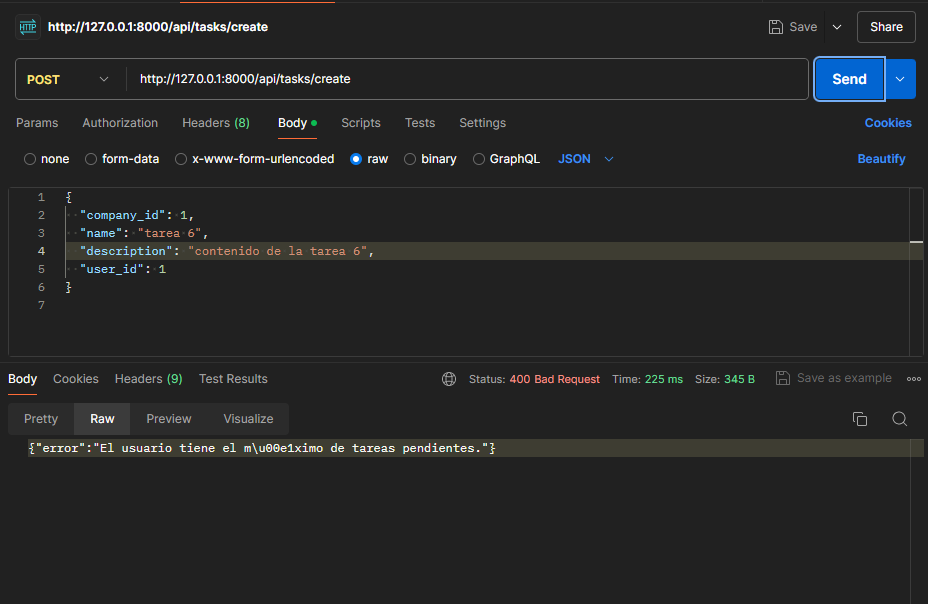 HTTP http://127.0.0.1:8000/api/tasks/create Save Share
POST http://127.0.0.1:8000/api/tasks/create Send
Params Authorization Headers (8) Body Scripts Tests Settings Cookies
none form-data x-www-form-urlencoded raw binary GraphQL JSON Beautify
1 {
2 "company_id": 1,
3 "name": "tarea 6",
4 "description": "contenido de la tarea 6",
5 "user_id": 1
6 }
7
Body Cookies Headers (9) Test Results Status: 400 Bad Request Time: 225 ms Size: 345 B Save as example
Pretty Raw Preview Visualize
{"error":"El usuario tiene el m\u00e1ximo de tareas pendientes."}